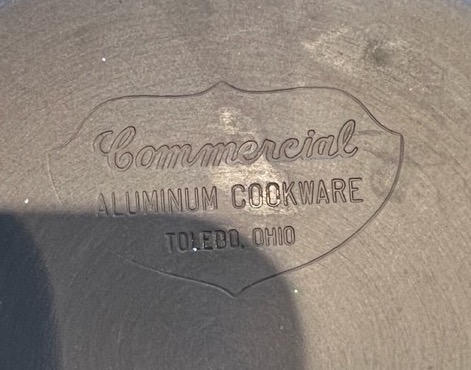 Commercial
ALUMINUM COOKWARE
TOLEDO, OHIO